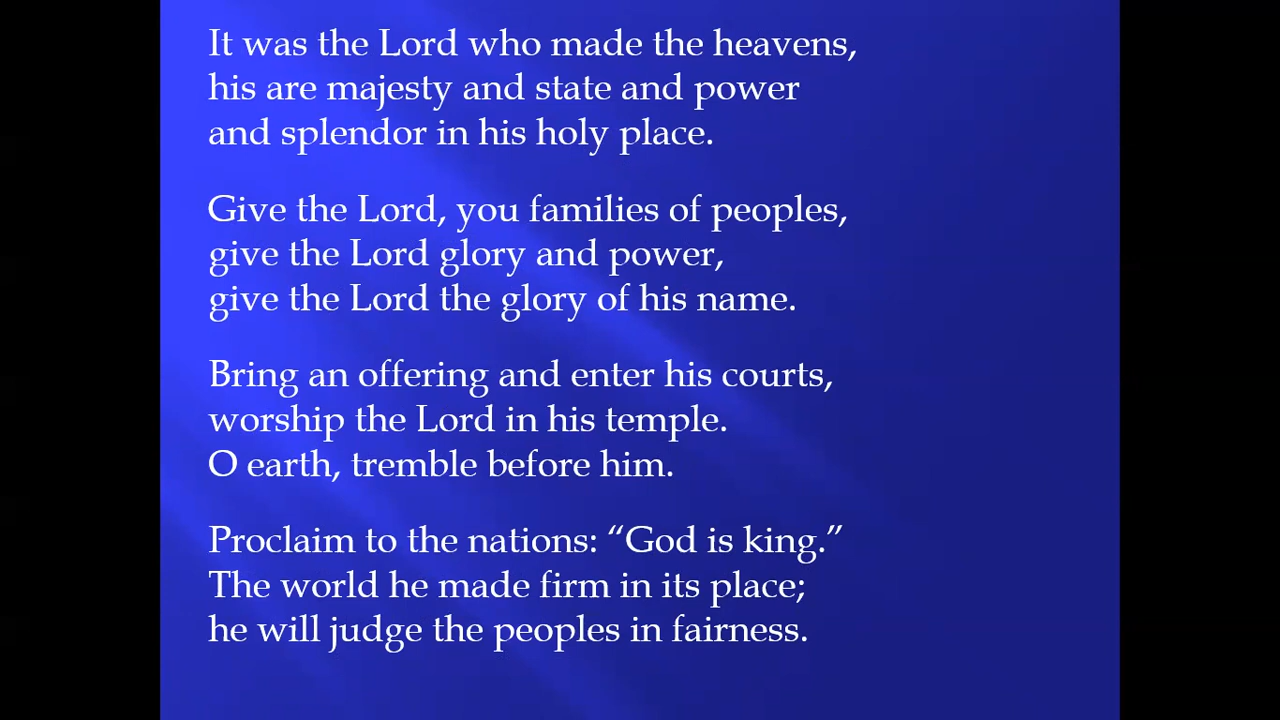 It was the Lord who made the heavens,
his are majesty and state and power
and splendor in his holy place.
Give the Lord, you families of peoples,
give the Lord glory and power,
give the Lord the glory of his name.
Bring an offering and enter his courts,
worship the Lord in his temple.
O earth, tremble before him.
Proclaim to the nations: “God is king.”
The world he made firm in its place;
he will judge the peoples in fairness.